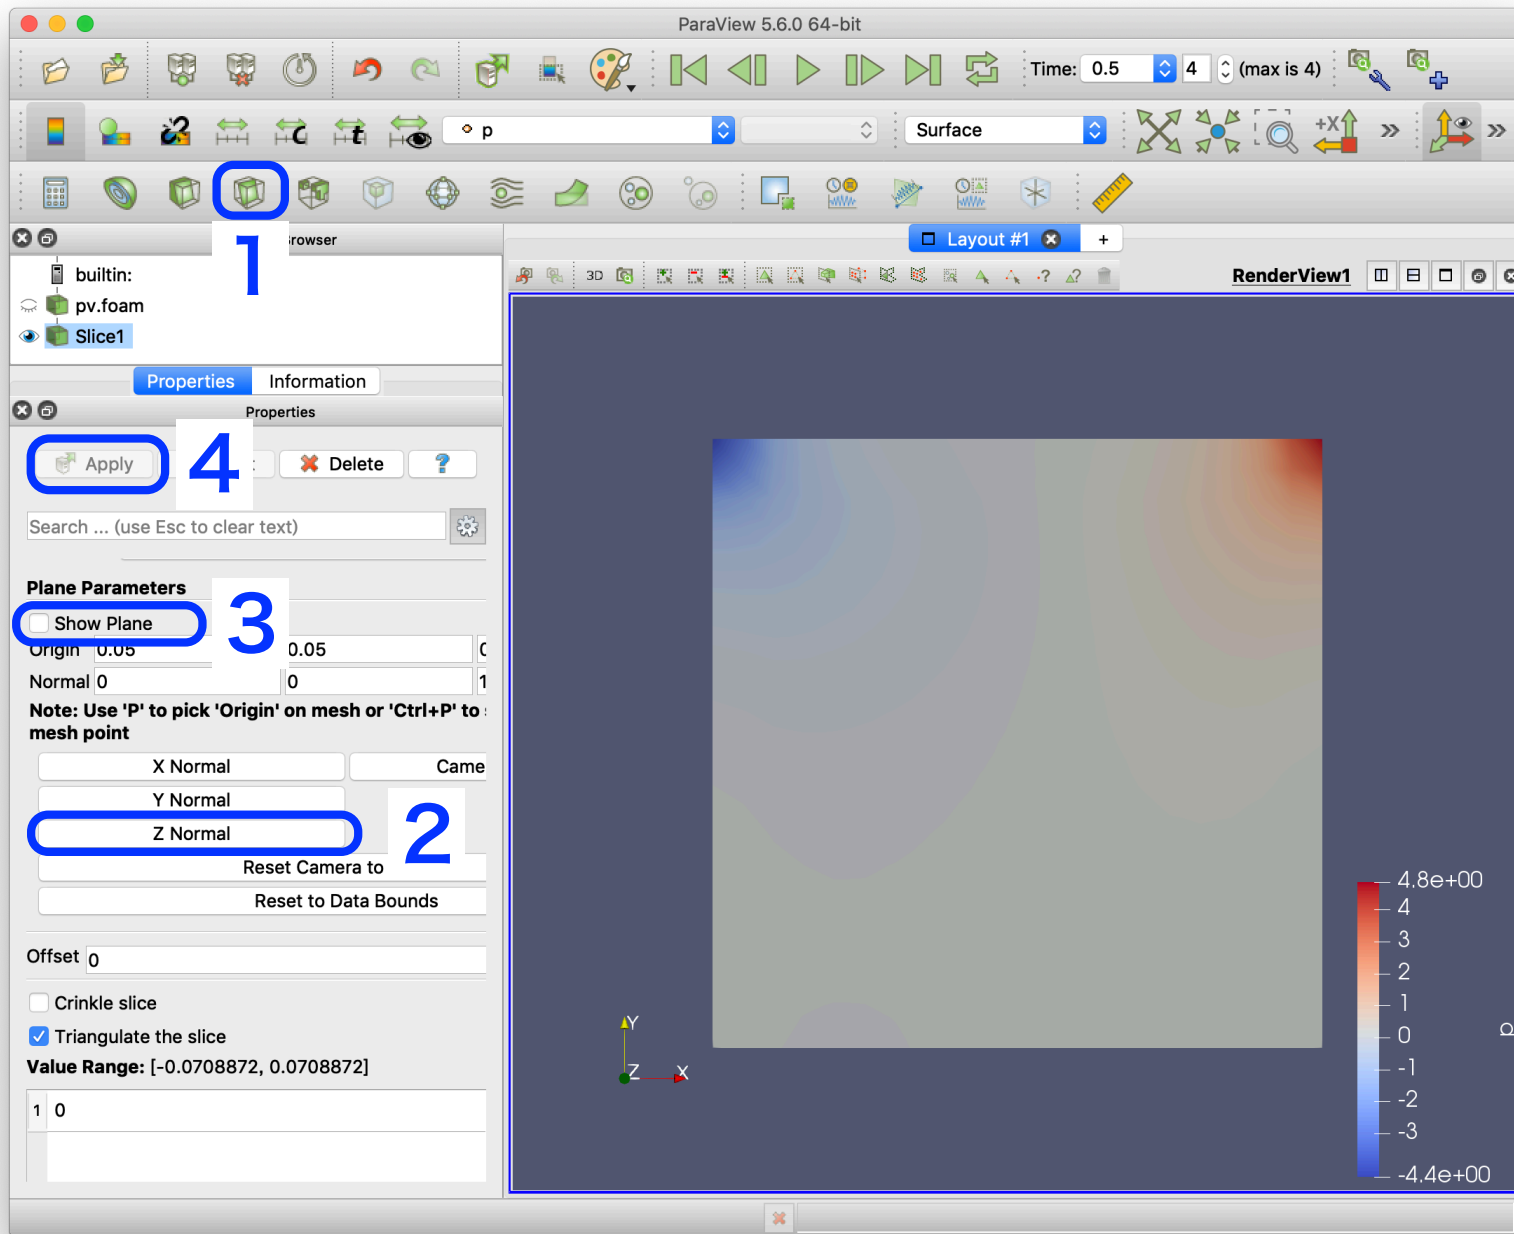 ParaView 5.6.0 64-bit
Time: 0.5 4 (max is 4)
C t p Surface +X » »
1
Browser
Layout #1 +
builtin:
3D RenderView1
pv.foam
Slice1
Properties Information
Properties
Apply 4 Delete ?
Search ... (use Esc to clear text)
Plane Parameters
3
Show Plane
Origin 0.05 0.05
Normal 0 0 1
Note: Use 'P' to pick 'Origin' on mesh or 'Ctrl+P' to
mesh point
X Normal Came
Y Normal
Z Normal 2
Reset Camera to
Reset to Data Bounds
Offset 0
Crinkle slice
Triangulate the slice
Value Range: [-0.0708872, 0.0708872]
1 0
Y
Z X
4.8e+00
4
3
2
1
0
p
-1
-2
-3
-4.4e+00